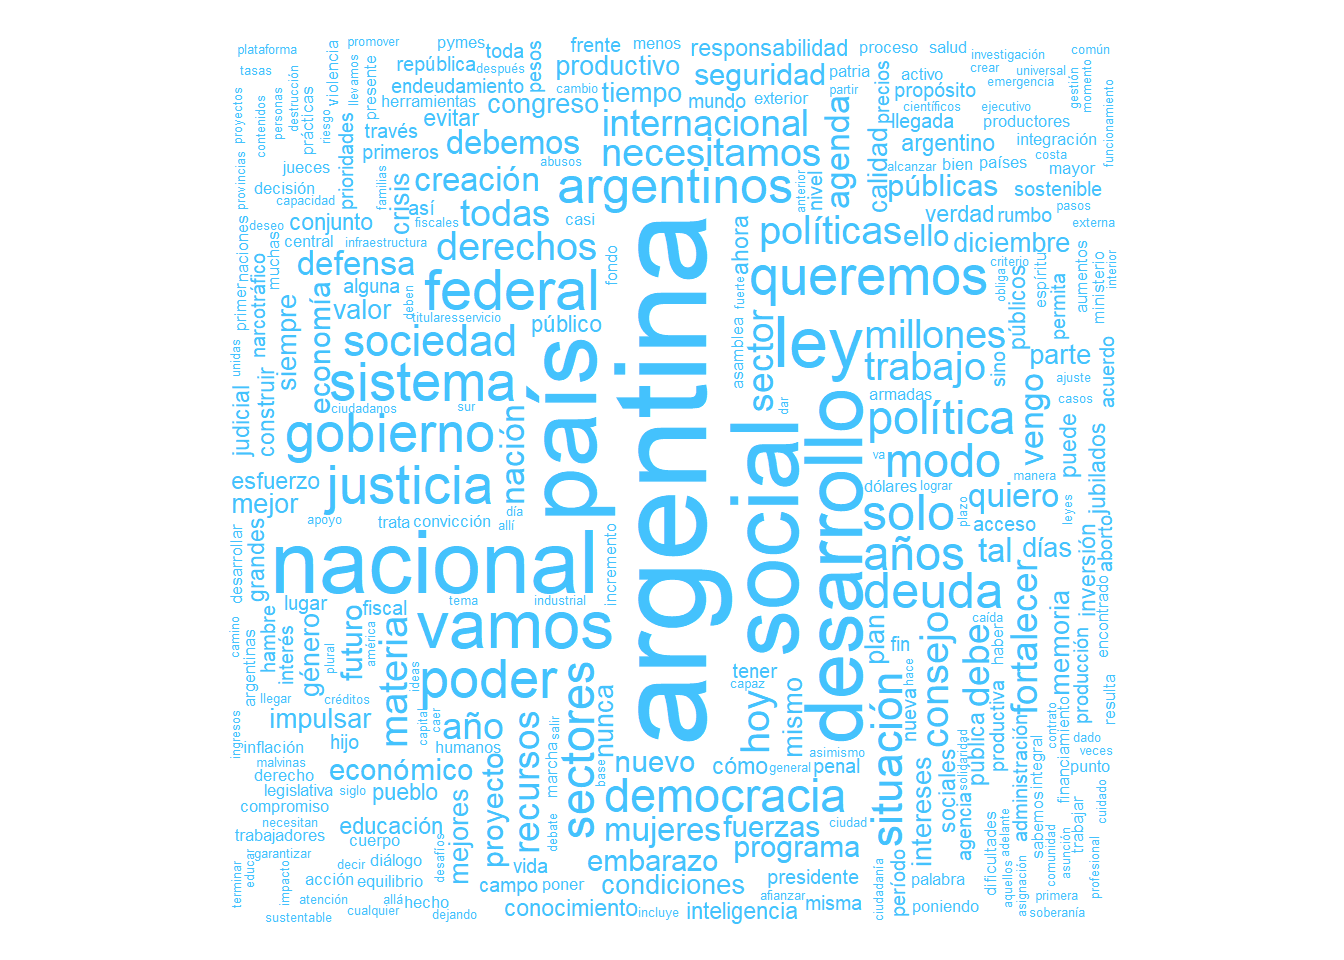 plataforma
promover
pymes
toda
frente
menos
responsabilidad
proceso
salud
investigación
común
tasas
república
después
pesos
productivo
seguridad
patria
activo
crear
universal
endeudamiento
cambio
tiempo
mundo
exterior
partir
precios
propósito
emergencia
gestión
momento
violencia
llevamos
presente
herramientas
congreso
internacional
agenda
científicos
ejecutivo
proyectos
contenidos
personas
destrucción
prácticas
riesgo
evitar
través
debemos
llegada
productores
funcionamiento
prioridades
primeros
abusos
necesitamos
calidad
argentino
integración
costa
jueces
alcanzar
bien
países
mayor
provincias
decisión
capacidad
familias
crisis
creación
argentinos
anterior
nivel
públicas
sostenible
deseo
conjunto
así
fiscales
todas
casi
verdad
rumbo
pasos
externa
naciones
muchas
central
infraestructura
derechos
fondo
políticas
ello
diciembre
criterio
primer
narcotráfico
defensa
alguna
deben
federal
argentina
ahora
fuerte
queremos
obliga
públicos
espíritu
permita
aumentos
ministerio
interior
siempre
economía
valor
titulares
servicio
público
unidas
sociedad
país
asamblea
sector
ley
millones
sino
parte
acuerdo
judicial
construir
sistema
trabajo
ajuste
ciudadanos
sur
dar
armadas
vengo
casos
gobierno
nación
social
desarrollo
política
puede
jubilados
va
modo
manera
esfuerzo
justicia
dólares
lograr
quiero
leyes
mejor
día
solo
plazo
acceso
apoyo
trata
convicción
allí
desarrollar
grandes
nacional
incremento
años
tal
días
inversión
aborto
tema
industrial
deuda
encontrado
lugar
fiscal
camino
hambre
interés
género
plural
futuro
américa
material
vamos
plan
fin
consejo
debe
caída
haber
fortalecer
memoria
producción
argentinas
llegar
créditos
ideas
poder
tener
capaz
hace
nueva
resulta
impulsar
capital
caer
año
recursos
sectores
salir
nunca
hoy
mismo
situación
pública
solidaridad
productiva
administración
contrato
financiamiento
dado
ingresos
inflación
hijo
humanos
marcha
base
asimismo
veces
malvinas
derecho
económico
proyecto
nuevo
cómo
general
penal
intereses
sociales
agencia
integral
sabemos
punto
legislativa
siglo
pueblo
compromiso
mejores
democracia
necesitan
trabajadores
educación
cuerpo
debate
mujeres
fuerzas
ciudad
dificultades
adelante
trabajar
cuidado
educar
garantizar
decir
diálogo
desafíos
vida
embarazo
programa
ciudadanía
período
aquellos
asignación
comunidad
asunción
profesional
terminar
impacto
acción
equilibrio
campo
poner
condiciones
presidente
palabra
primera
atención
allá
hecho
afianzar
sustentable
cualquier
dejando
conocimiento
incluye
inteligencia
misma
poniendo
soberanía